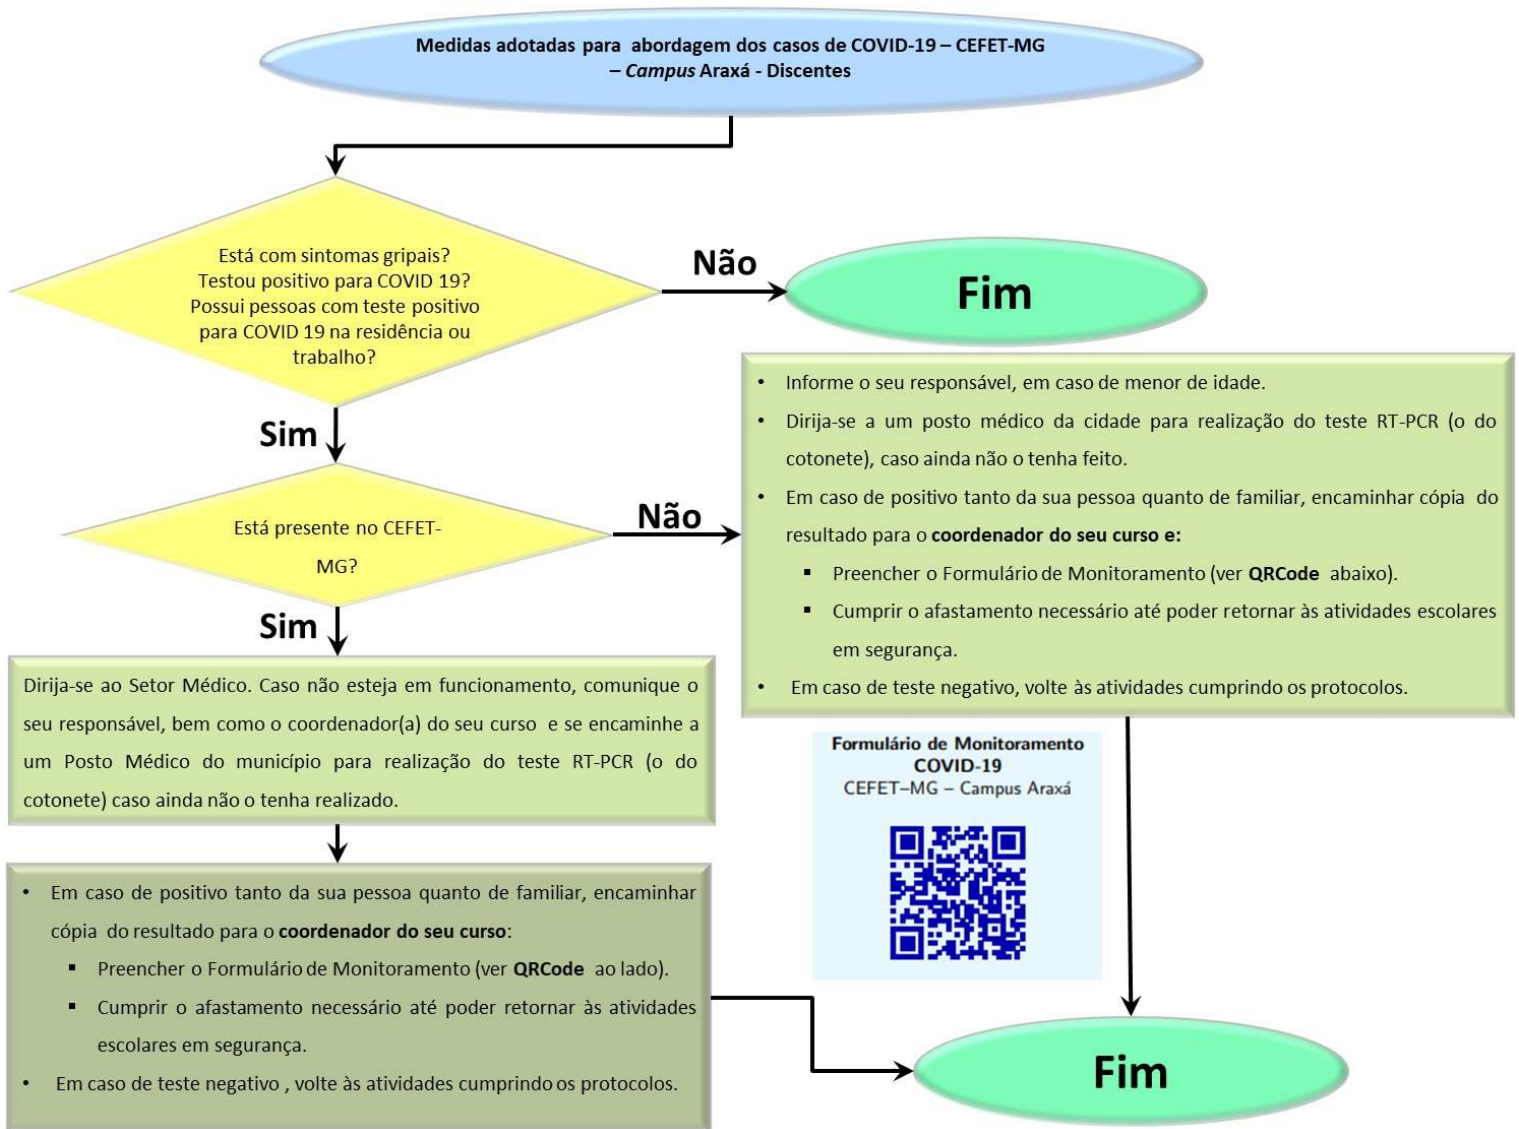 Medidas adotadas para abordagem dos casos de COVID-19 – CEFET-MG
– Campus Araxá - Discentes
Está com sintomas gripais?
Testou positivo para COVID 19?
Possui pessoas com teste positivo
para COVID 19 na residência ou
trabalho?
Não
Fim
Sim
Está presente no CEFET-
MG?
Não
• Informe o seu responsável, em caso de menor de idade.
• Dirija-se a um posto médico da cidade para realização do teste RT-PCR (o do
cotonete), caso ainda não o tenha feito.
• Em caso de positivo tanto da sua pessoa quanto de familiar, encaminhar cópia do
resultado para o coordenador do seu curso e:
▪ Preencher o Formulário de Monitoramento (ver QRCode abaixo).
▪ Cumprir o afastamento necessário até poder retornar às atividades escolares
em segurança.
• Em caso de teste negativo, volte às atividades cumprindo os protocolos.
Sim
Dirija-se ao Setor Médico. Caso não esteja em funcionamento, comunique o
seu responsável, bem como o coordenador(a) do seu curso e se encaminhe a
um Posto Médico do município para realização do teste RT-PCR (o do
cotonete) caso ainda não o tenha realizado.
Formulário de Monitoramento
COVID-19
CEFET–MG – Campus Araxá
• Em caso de positivo tanto da sua pessoa quanto de familiar, encaminhar
cópia do resultado para o coordenador do seu curso:
▪ Preencher o Formulário de Monitoramento (ver QRCode ao lado).
▪ Cumprir o afastamento necessário até poder retornar às atividades
escolares em segurança.
• Em caso de teste negativo , volte às atividades cumprindo os protocolos.
Fim